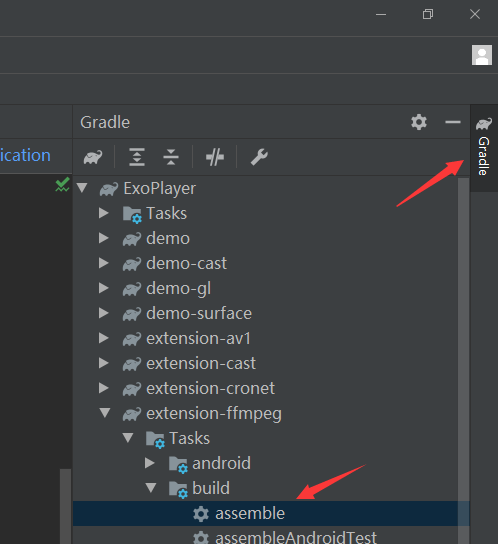 Gradle
Gradle
ication
ExoPlayer
Tasks
demo
demo-cast
demo-gl
demo-surface
extension-av1
extension-cast
extension-cronet
extension-ffmpeg
Tasks
android
build
assemble
assembleAndroidTest